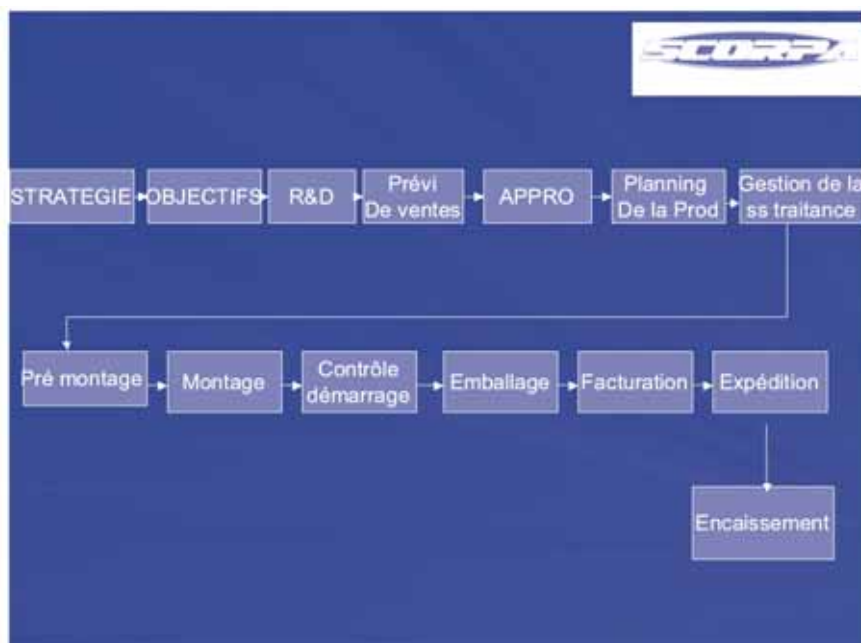 SCORPA
STRATEGIE
OBJECTIFS
R&D
Prévi
De ventes
APPRO
Planning
De la Prod
Gestion de la
ss traitance
Pré montage
Montage
Contrôle
démarrage
Emballage
Facturation
Expédition
Encaissement